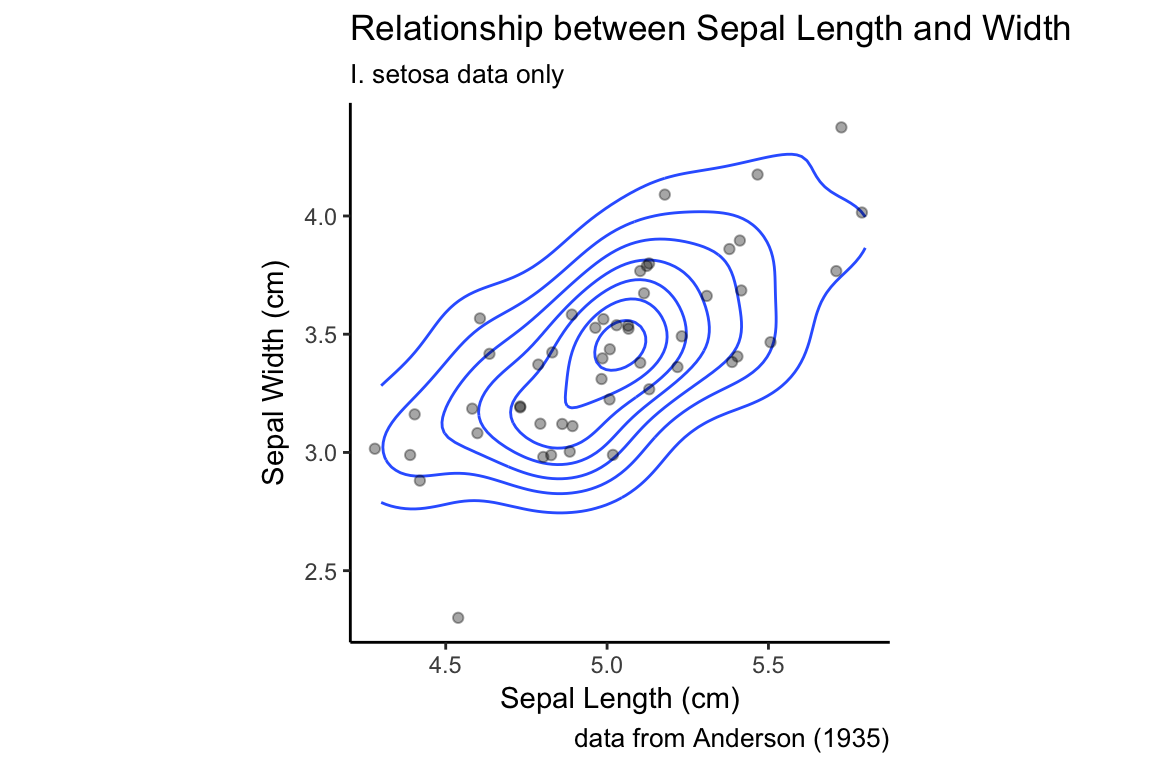 Relationship between Sepal Length and Width
I. setosa data only
4.0
3.5
3.0
2.5
Sepal Width (cm)
4.5 5.0 5.5
Sepal Length (cm)
data from Anderson (1935)